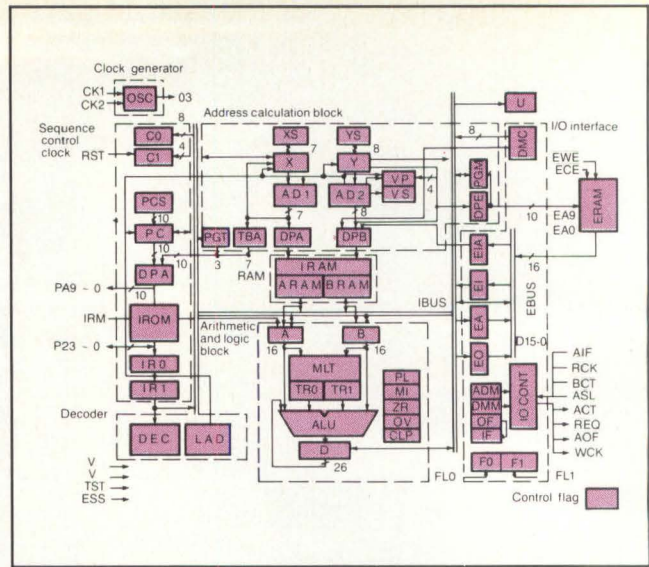 Clock generator
CK1
CK2
OSC
03
Address calculation block
Sequence
control
clock
RST
8
C0
4
C1
PCS
10
PC
10
10
DPA
PA9 ~ 0
10
IRM
IROM
P23 ~ 0
IR0
IR1
Decoder
DEC
LAD
V
V
TST
ESS
XS
YS
7
8
X
Y
VP
VS
4
AD1
AD2
7
8
PGT
TBA
DPA
DPB
3
7
RAM
IRAM
ARAM
BRAM
Arithmetic
and logic
block
IBUS
A
B
16
16
MLT
TR0
TR1
PL
MI
ZR
OV
CLP
ALU
D
26
FL0
U
I/O interface
8
DMC
PGM
DPE
EWE
ECE
ERAM
10
EA9
EA0
EIA
EI
EA
EO
EBUS
16
D15-0
ADM
DMM
OF
IF
IO CONT
AIF
RCK
BCT
ASL
ACT
REQ
AOF
WCK
F0
F1
FL1
Control flag